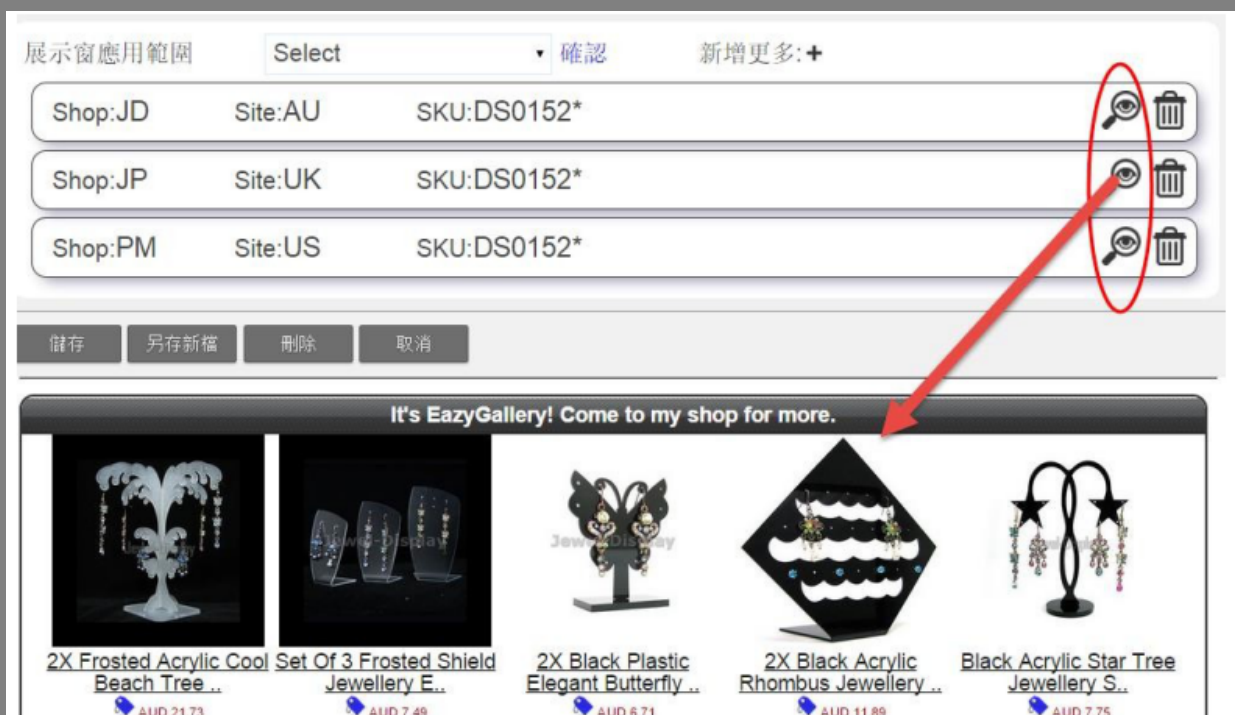 展示窗應用範圍 Select 確認 新增更多:+
Shop:JD Site:AU SKU:DS0152*
Shop:JP Site:UK SKU:DS0152*
Shop:PM Site:US SKU:DS0152*
儲存 另存新檔 刪除 取消
It's EazyGallery! Come to my shop for more.
2X Frosted Acrylic Cool Beach Tree ..
Set Of 3 Frosted Shield Jewellery E..
2X Black Plastic Elegant Butterfly ..
2X Black Acrylic Rhombus Jewellery ..
Black Acrylic Star Tree Jewellery S..
AUD 21.73 AUD 7.49 AUD 6.71 AUD 11.89 AUD 7.75